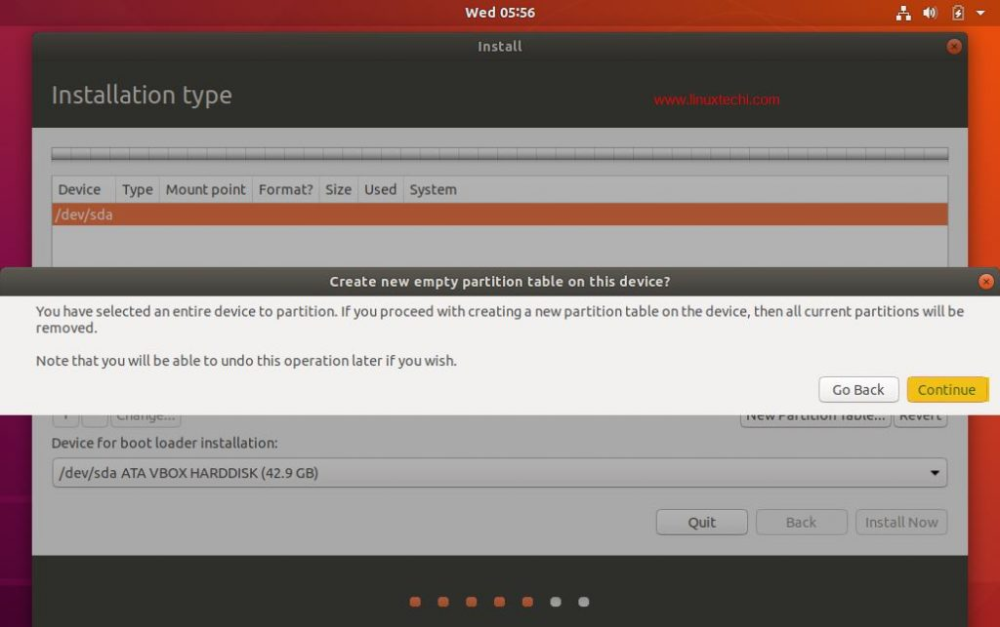 Wed 05:56
Install
Installation type
www.linuxtechi.com
Device Type Mount point Format? Size Used System
/dev/sda
Create new empty partition table on this device?
You have selected an entire device to partition. If you proceed with creating a new partition table on the device, then all current partitions will be
removed.
Note that you will be able to undo this operation later if you wish.
Go Back Continue
Change... New Partition Table... Revert
Device for boot loader installation:
/dev/sda ATA VBOX HARDDISK (42.9 GB)
Quit Back Install Now